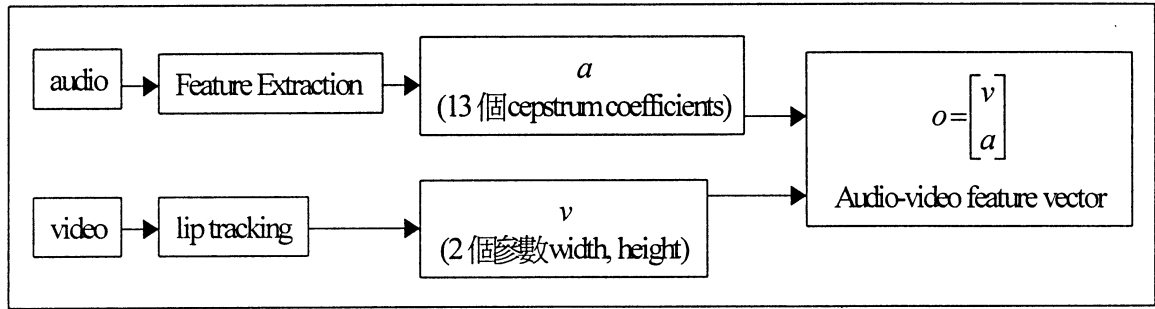 audio
Feature Extraction
a
(13 個cepstrum coefficients)
video
lip tracking
v
(2 個參數width, height)
o = [v
a]
Audio-video feature vector